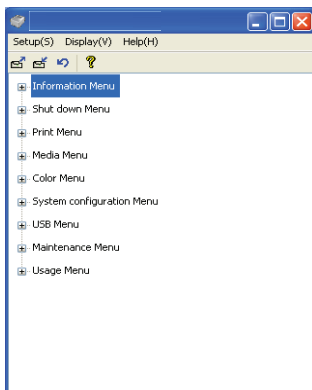 Setup(S) Display(V) Help(H)
Information Menu
Shut down Menu
Print Menu
Media Menu
Color Menu
System configuration Menu
USB Menu
Maintenance Menu
Usage Menu